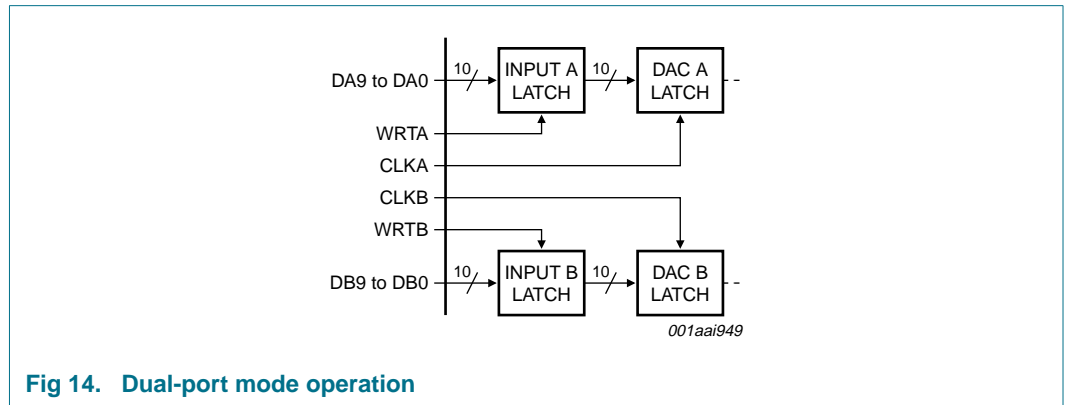 DA9 to DA0
10
INPUT A
LATCH
10
DAC A
LATCH
WRTA
CLKA
CLKB
WRTB
DB9 to DB0
10
INPUT B
LATCH
10
DAC B
LATCH
001aai949
Fig 14. Dual-port mode operation